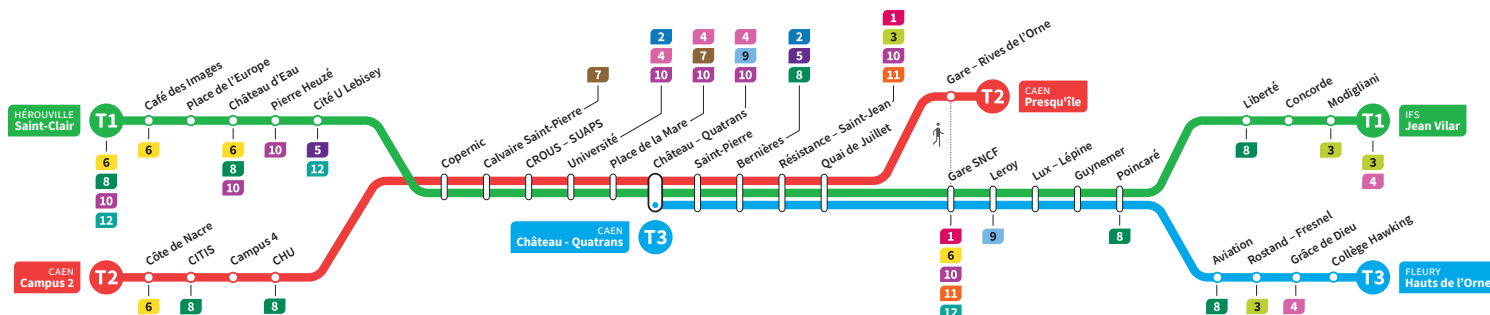 HÉROUVILLE
Saint-Clair
T1
6
8
10
12
Café des Images
6
Place de l'Europe
Château d'Eau
6
8
10
Pierre Heuzé
10
Cité U Lebisey
5
12
CAEN
Campus 2
T2
Côte de Nacre
6
CITIS
8
Campus 4
CHU
8
Copernic
Calvaire Saint-Pierre
7
CROUS – SUAPS
Université
2
4
10
Place de la Mare
4
7
10
Château – Quatrans
4
9
10
CAEN
Château - Quatrans
T3
Saint-Pierre
Bernières
2
5
8
Résistance – Saint-Jean
1
3
10
11
Quai de Juillet
Gare – Rives de l'Orne
T2
CAEN
Presqu'île
Gare SNCF
1
6
10
11
12
Leroy
9
Lux – Lépine
Guynemer
Poincaré
8
Liberté
8
Concorde
Modigliani
3
T1
3
4
IFS
Jean Vilar
Aviation
8
Rostand – Fresnel
3
Grâce de Dieu
4
Collège Hawking
T3
FLEURY
Hauts de l'Orne